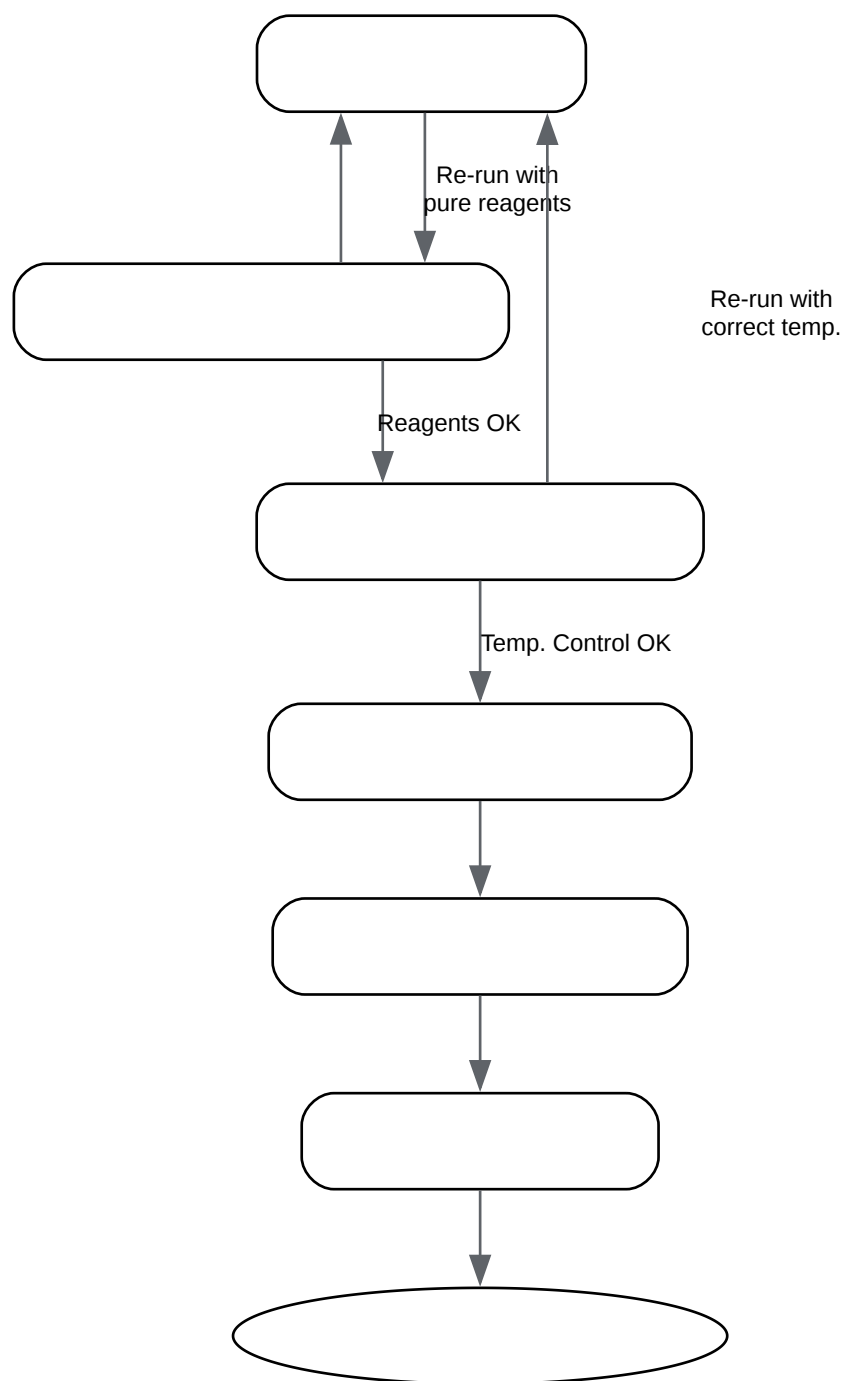 Re-run with
pure reagents
Re-run with
correct temp.
Reagents OK
Temp. Control OK